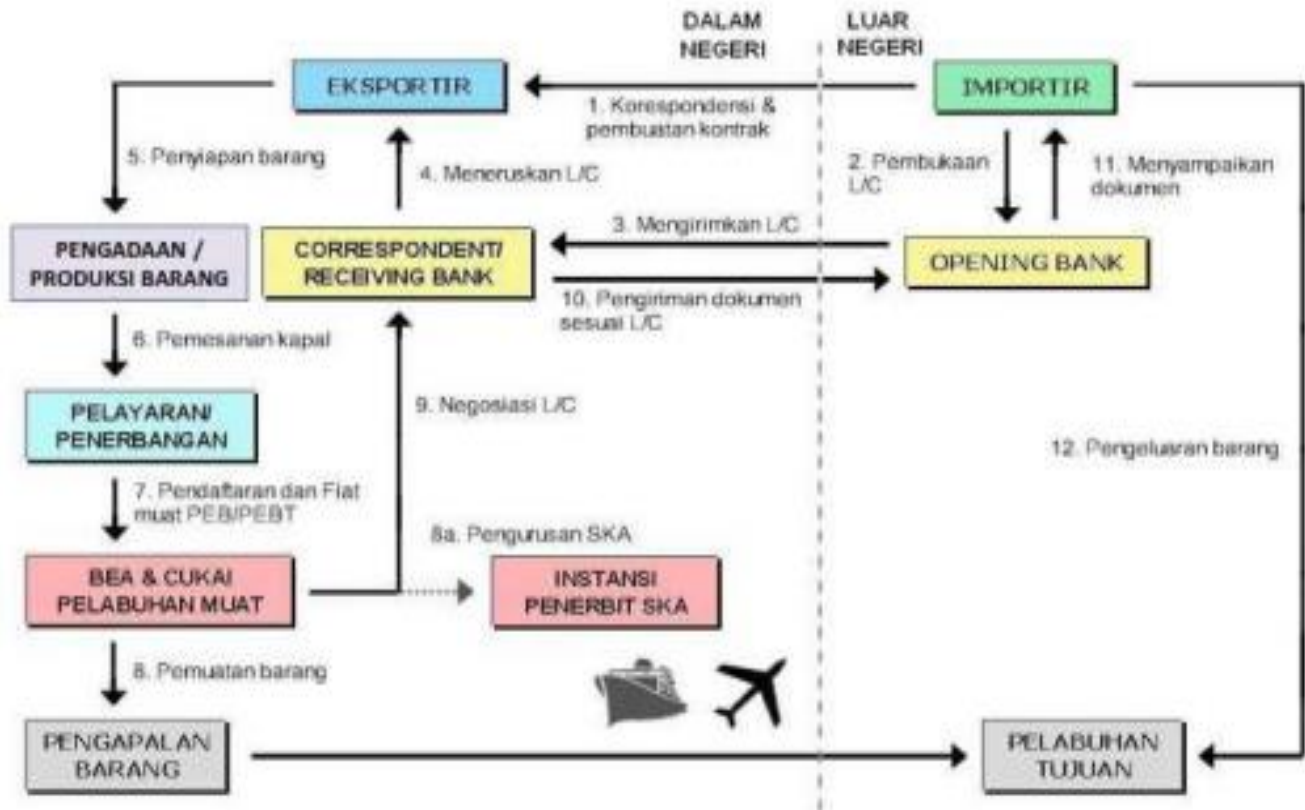 DALAM
NEGERI
LUAR
NEGERI
EKSPORTIR
IMPORTIR
1. Korespondensi &
pembuatan kontrak
5. Penyiapan barang
4. Meneruskan L/C
2. Pembukaan
L/C
11. Menyampaikan
dokumen
3. Mengirimkan L/C
PENGADAAN /
PRODUKSI BARANG
CORRESPONDENT/
RECEIVING BANK
OPENING BANK
10. Pengiriman dokumen
sesuai L/C
6. Pemesanan kapal
PELAYARAN/
PENERBANGAN
9. Negosiasi L/C
12. Pengeluaran barang
7. Pendaftaran dan Fiat
muat PEB/PEBT
8a. Pengurusan SKA
BEA & CUKAI
PELABUHAN MUAT
INSTANSI
PENERBIT SKA
8. Pemuatan barang
PENGAPALAN
BARANG
PELABUHAN
TUJUAN